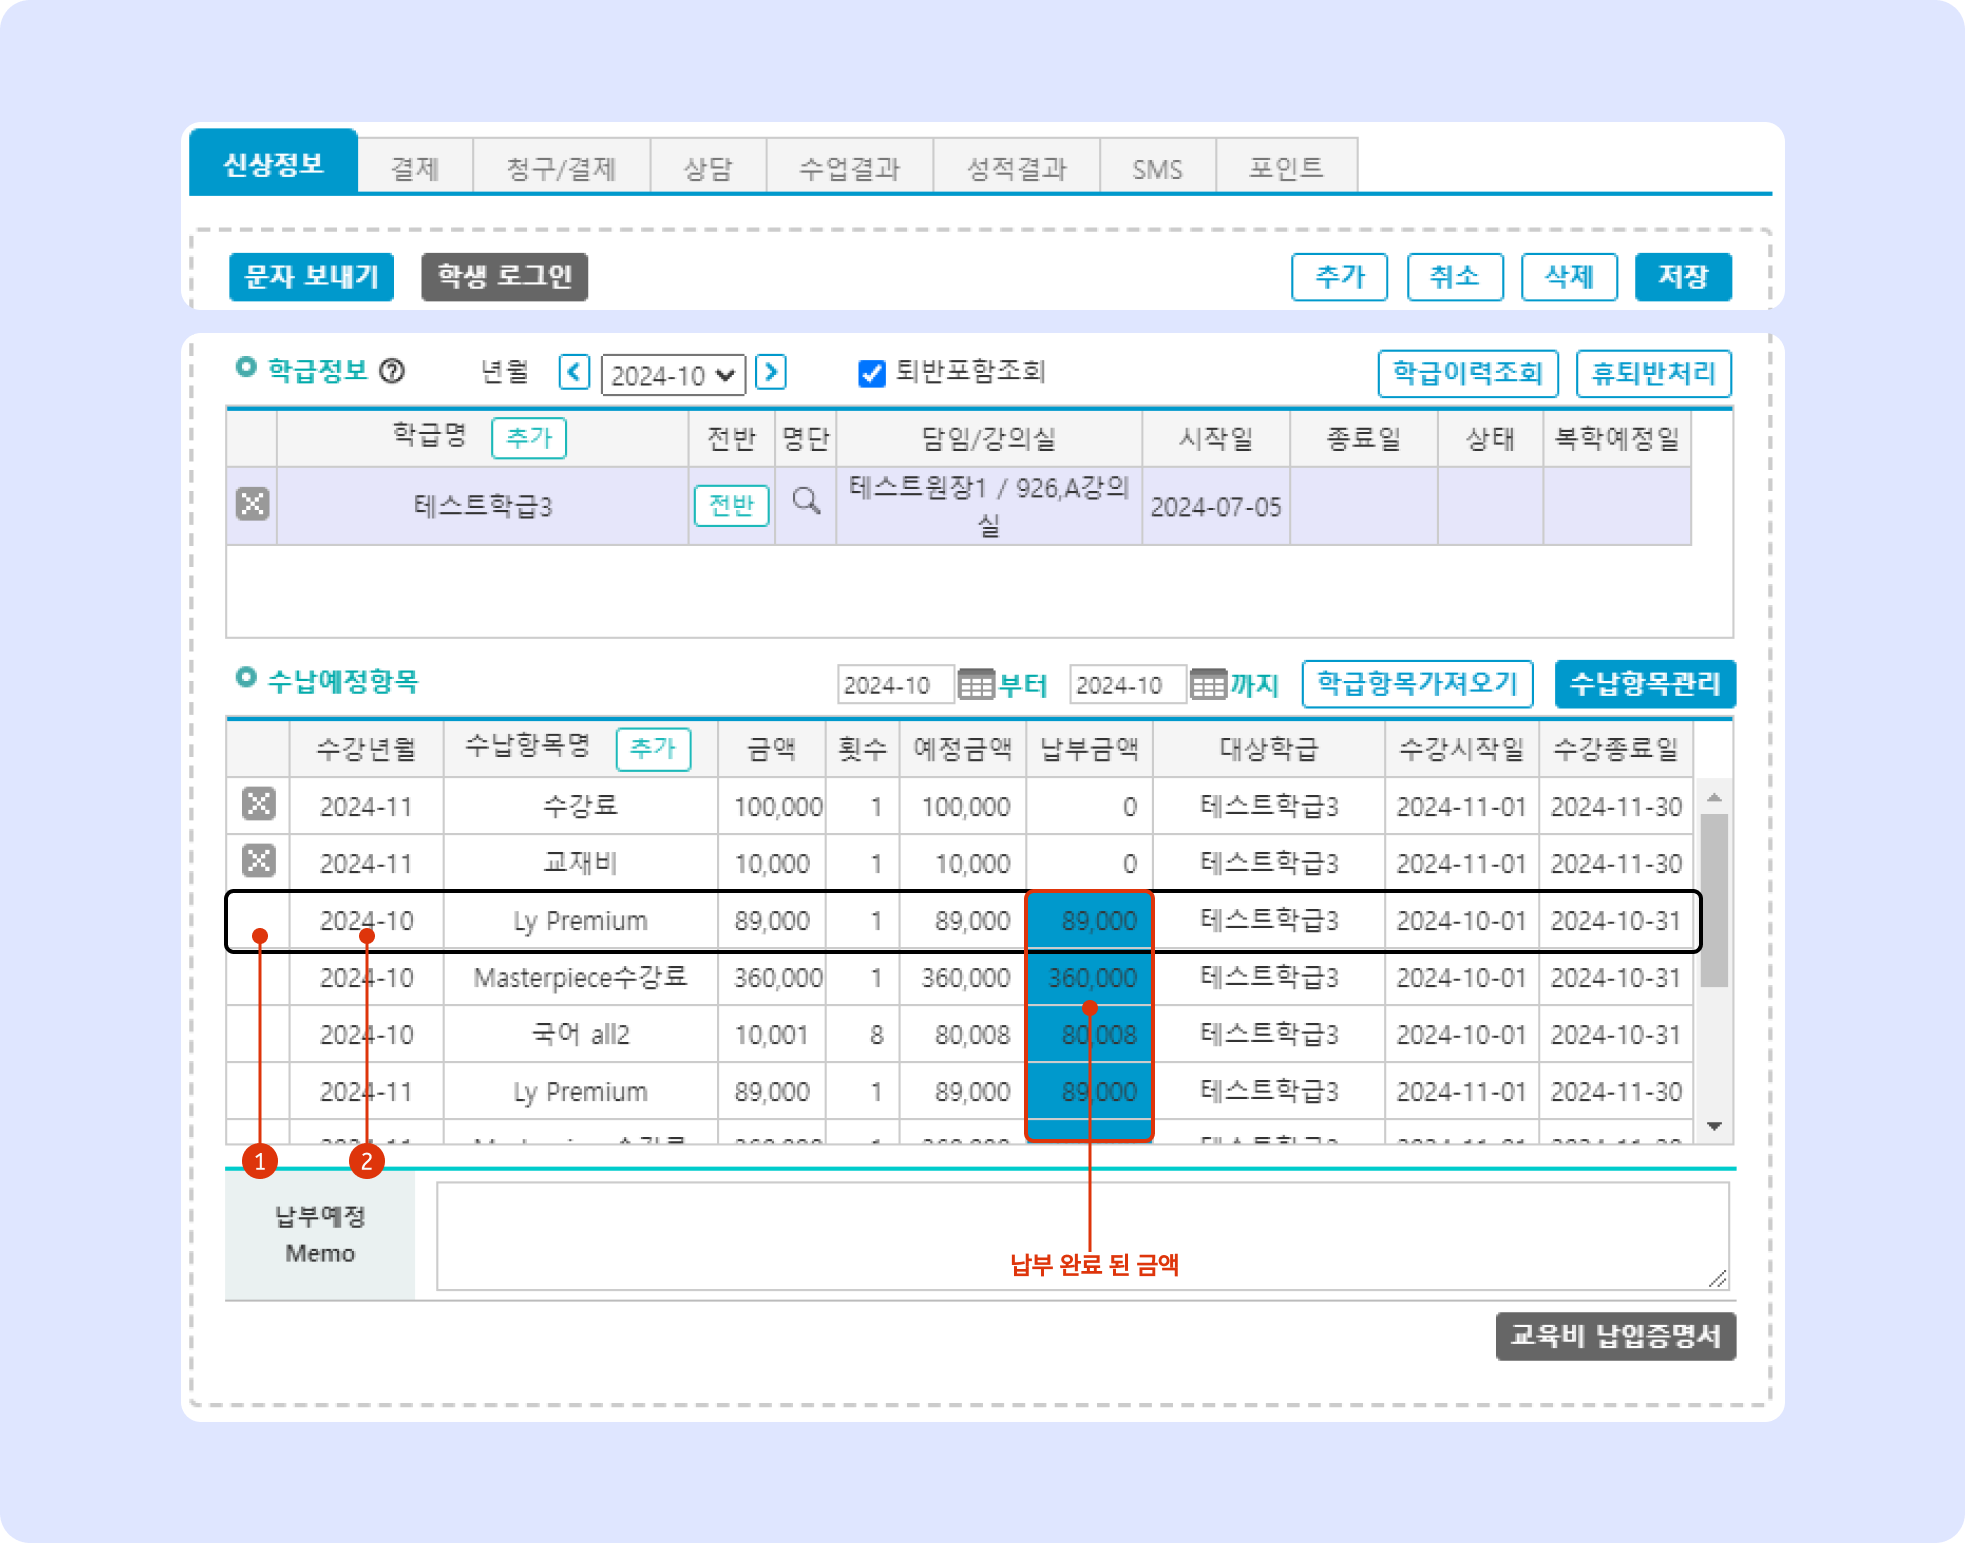 신상정보 결제 청구/결제 상담 수업결과 성적결과 SMS 포인트
문자 보내기 학생 로그인 추가 취소 삭제 저장
학급정보 ? 년월 < 2024-10 > 퇴반포함조회 학급이력조회 휴퇴반처리
학급명 추가 전반 명단 담임/강의실 시작일 종료일 상태 복학예정일
테스트학급3 전반 테스트원장1 / 926,A강의실 2024-07-05
수납예정항목 2024-10 부터 2024-10 까지 학급항목가져오기 수납항목관리
수강년월 수납항목명 추가 금액 횟수 예정금액 납부금액 대상학급 수강시작일 수강종료일
2024-11 수강료 100,000 1 100,000 0 테스트학급3 2024-11-01 2024-11-30
2024-11 교재비 10,000 1 10,000 0 테스트학급3 2024-11-01 2024-11-30
2024-10 Ly Premium 89,000 1 89,000 89,000 테스트학급3 2024-10-01 2024-10-31
2024-10 Masterpiece수강료 360,000 1 360,000 360,000 테스트학급3 2024-10-01 2024-10-31
2024-10 국어 all2 10,001 8 80,008 80,008 테스트학급3 2024-10-01 2024-10-31
2024-11 Ly Premium 89,000 1 89,000 89,000 테스트학급3 2024-11-01 2024-11-30
1 2
납부예정
Memo
납부 완료 된 금액
교육비 납입증명서